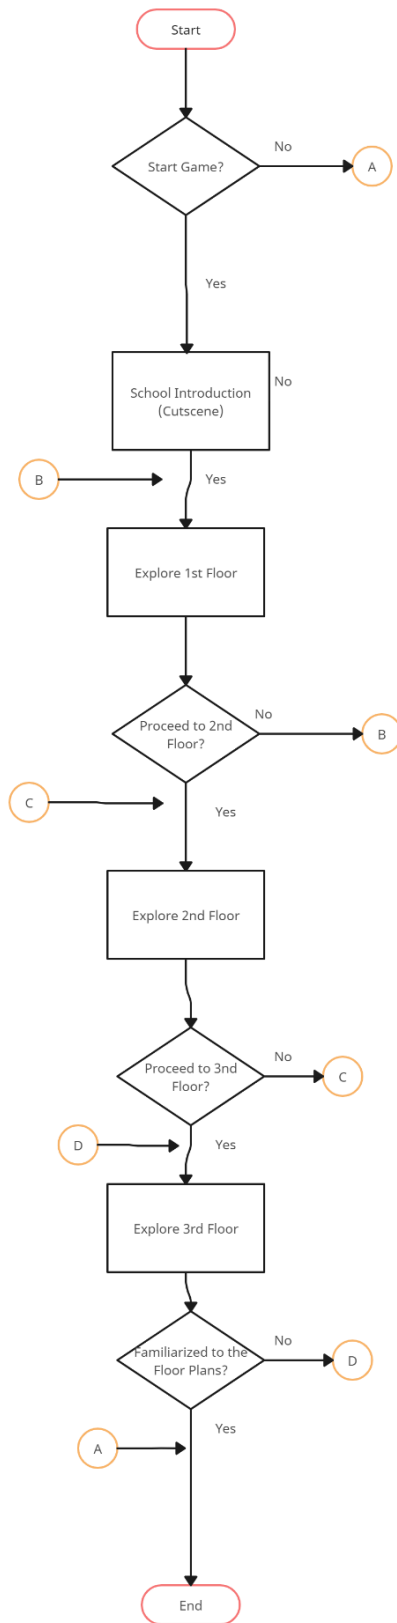 Start
Start Game?
No
A
Yes
School Introduction
(Cutscene)
No
B
Yes
Explore 1st Floor
Proceed to 2nd
Floor?
No
B
C
Yes
Explore 2nd Floor
Proceed to 3nd
Floor?
No
C
D
Yes
Explore 3rd Floor
Familiarized to the
Floor Plans?
No
D
Yes
A
End